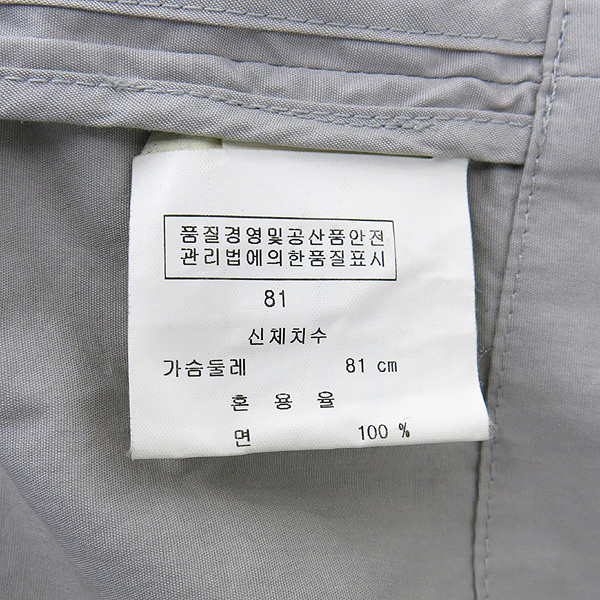 품질경영및공산품안전
관리법에의한품질표시
81
신체치수
가슴둘레 81 cm
혼 용 율
면 100 %